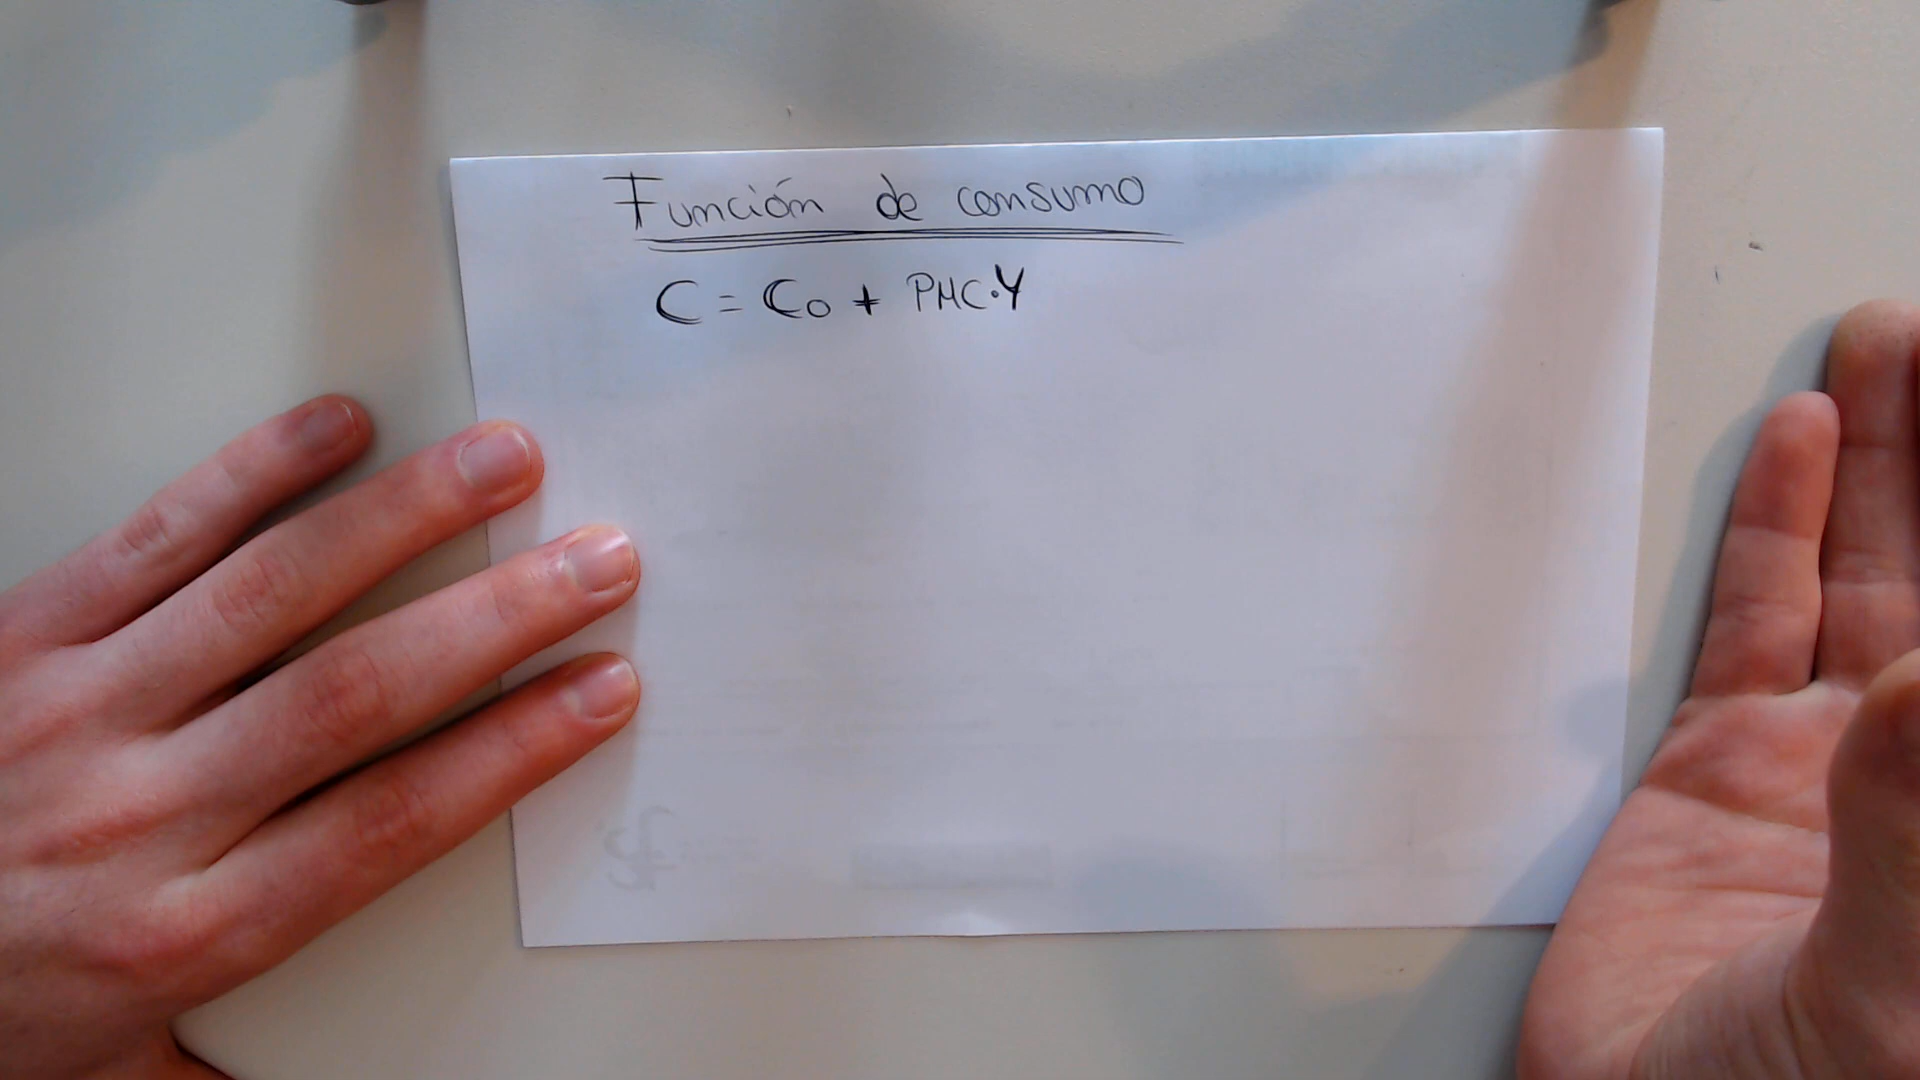 Función de consumo
C = C₀ + PMC·Y